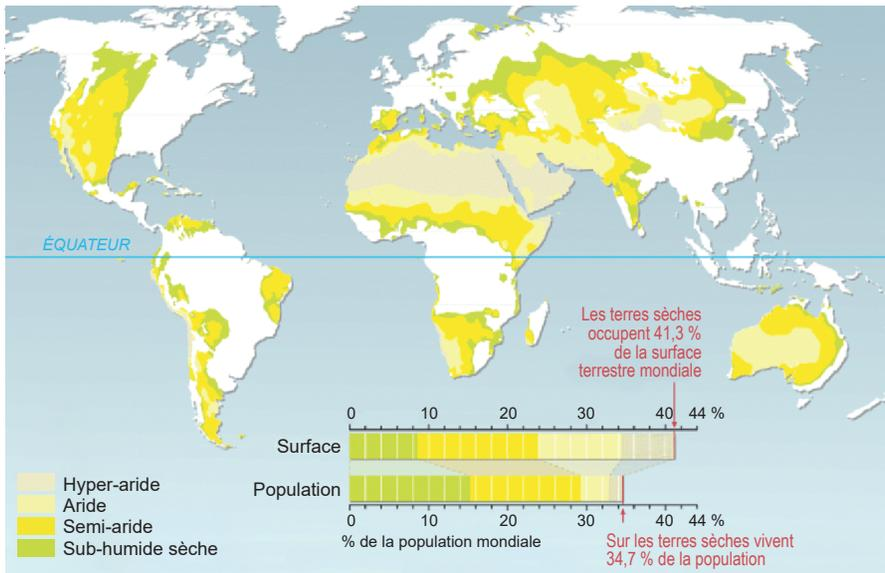 ÉQUATEUR
Les terres sèches
occupent 41,3 %
de la surface
terrestre mondiale
0 10 20 30 40 44 %
Surface
Population
0 10 20 30 40 44 %
% de la population mondiale
Sur les terres sèches vivent
34,7 % de la population
Hyper-aride
Aride
Semi-aride
Sub-humide sèche